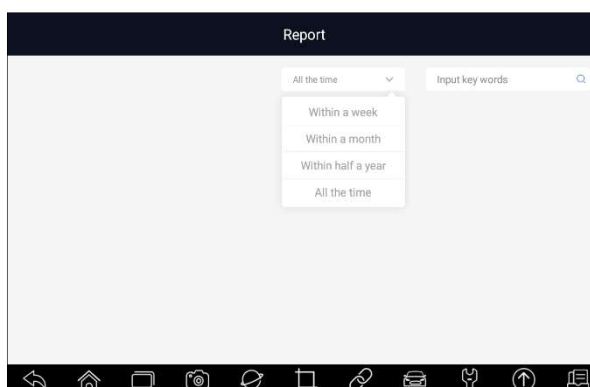 Report
All the time
Input key words
Within a week
Within a month
Within half a year
All the time